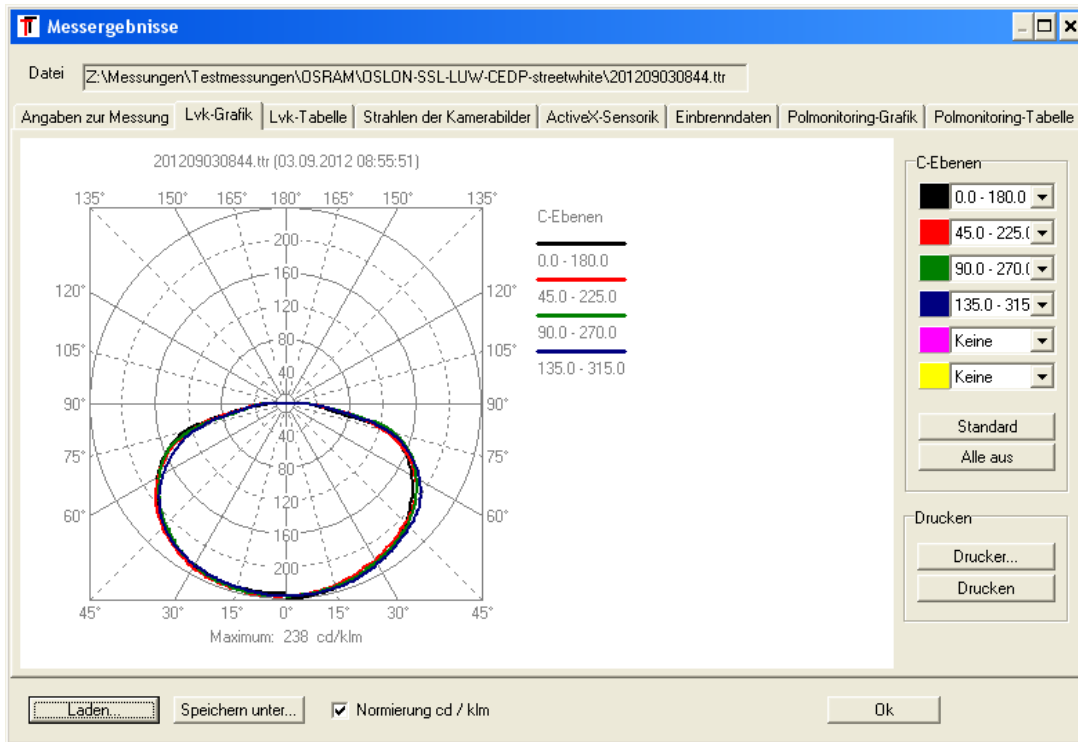 Messergebnisse
Datei Z:\Messungen\Testmessungen\OSRAM\OSLON-SSL-LUW-CEDP-streetwhite\201209030844.ttr
Angaben zur Messung Lvk-Grafik Lvk-Tabelle Strahlen der Kamerabilder ActiveX-Sensorik Einbrenndaten Polmonitoring-Grafik Polmonitoring-Tabelle
201209030844.ttr (03.09.2012 08:55:51)
135° 150° 165° 180° 165° 150° 135°
120° 120°
105° 105°
90° 90°
75° 75°
60° 60°
45° 30° 15° 0° 15° 30° 45°
200
160
120
80
40
40
80
120
160
200
Maximum: 238 cd/klm
C-Ebenen
0.0 - 180.0
45.0 - 225.0
90.0 - 270.0
135.0 - 315.0
C-Ebenen
0.0 - 180.0
45.0 - 225.(
90.0 - 270.(
135.0 - 315
Keine
Keine
Standard
Alle aus
Drucken
Drucker...
Drucken
Laden... Speichern unter... Normierung cd / klm Ok